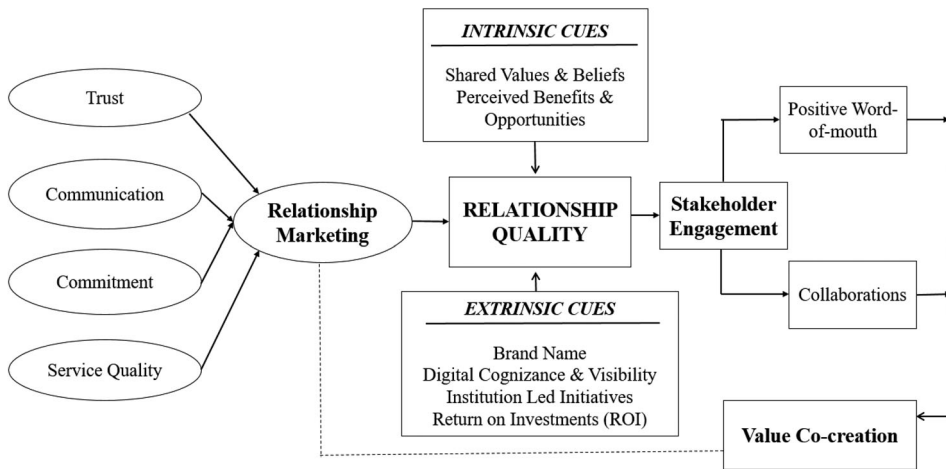 Trust
Communication
Commitment
Service Quality
Relationship
Marketing
INTRINSIC CUES
Shared Values & Beliefs
Perceived Benefits &
Opportunities
RELATIONSHIP
QUALITY
EXTRINSIC CUES
Brand Name
Digital Cognizance & Visibility
Institution Led Initiatives
Return on Investments (ROI)
Stakeholder
Engagement
Positive Word-
of-mouth
Collaborations
Value Co-creation